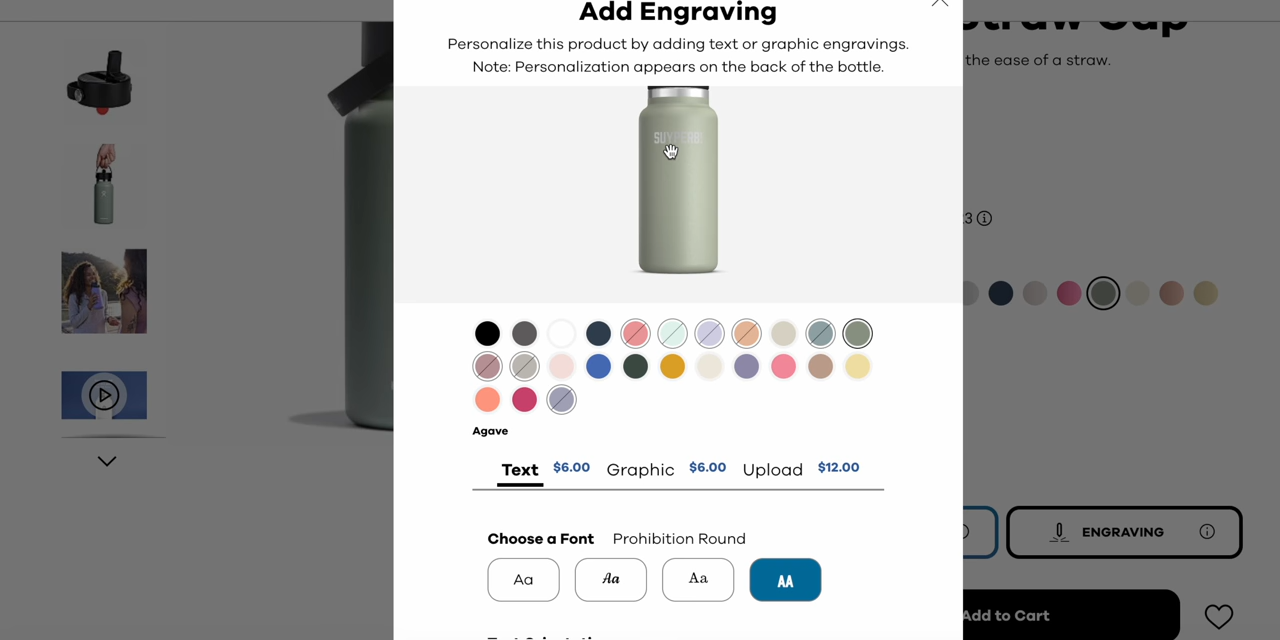 Add Engraving
Personalize this product by adding text or graphic engravings.
Note: Personalization appears on the back of the bottle.
Straw Cap
the ease of a straw.
Agave
Text $6.00 Graphic $6.00 Upload $12.00
Choose a Font Prohibition Round
Aa Aa Aa AA
ENGRAVING
Add to Cart